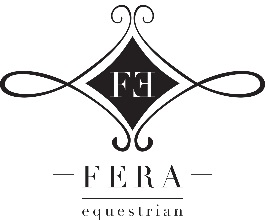 FE
— FERA —
equestrian